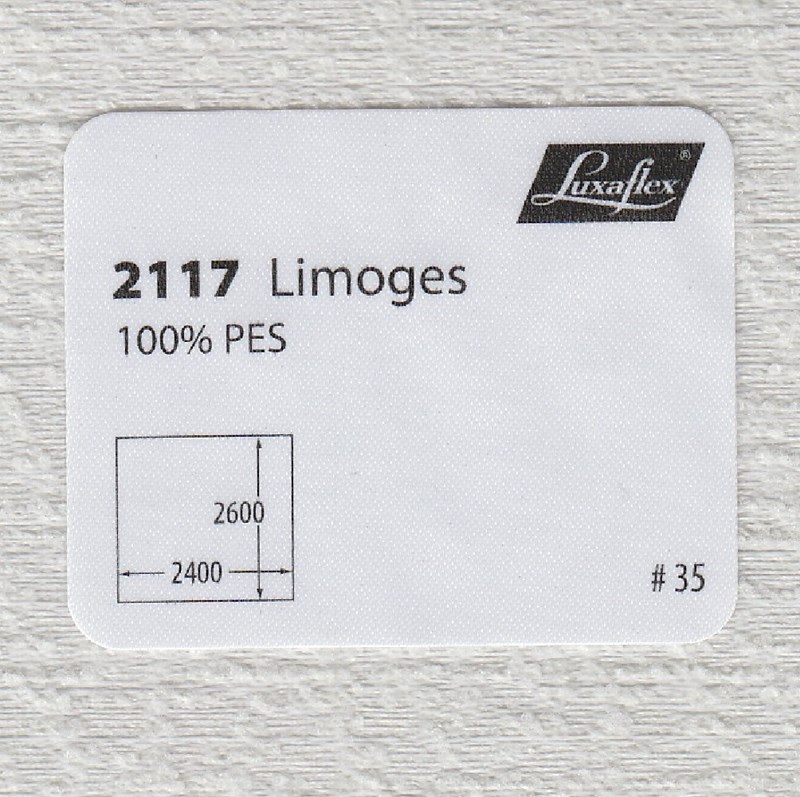 Luxaflex®
2117 Limoges
100% PES
2600
2400
# 35